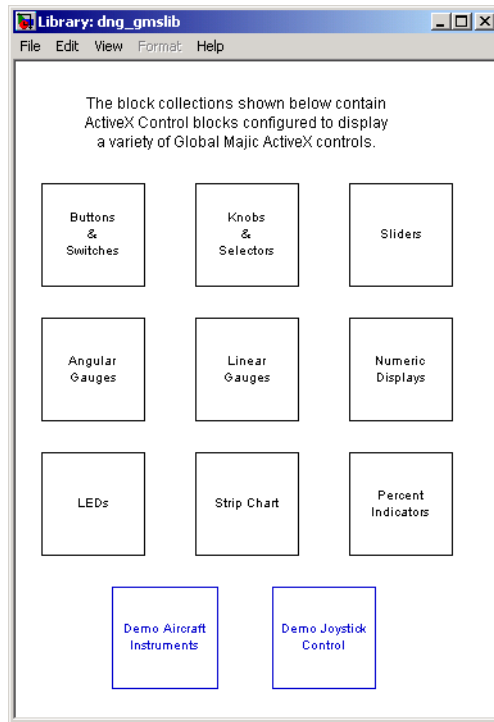 Library: dng_gmslib
File Edit View Format Help
The block collections shown below contain
ActiveX Control blocks configured to display
a variety of Global Majic ActiveX controls.
Buttons
&
Switches
Knobs
&
Selectors
Sliders
Angular
Gauges
Linear
Gauges
Numeric
Displays
LEDs
Strip Chart
Percent
Indicators
Demo Aircraft
Instruments
Demo Joystick
Control